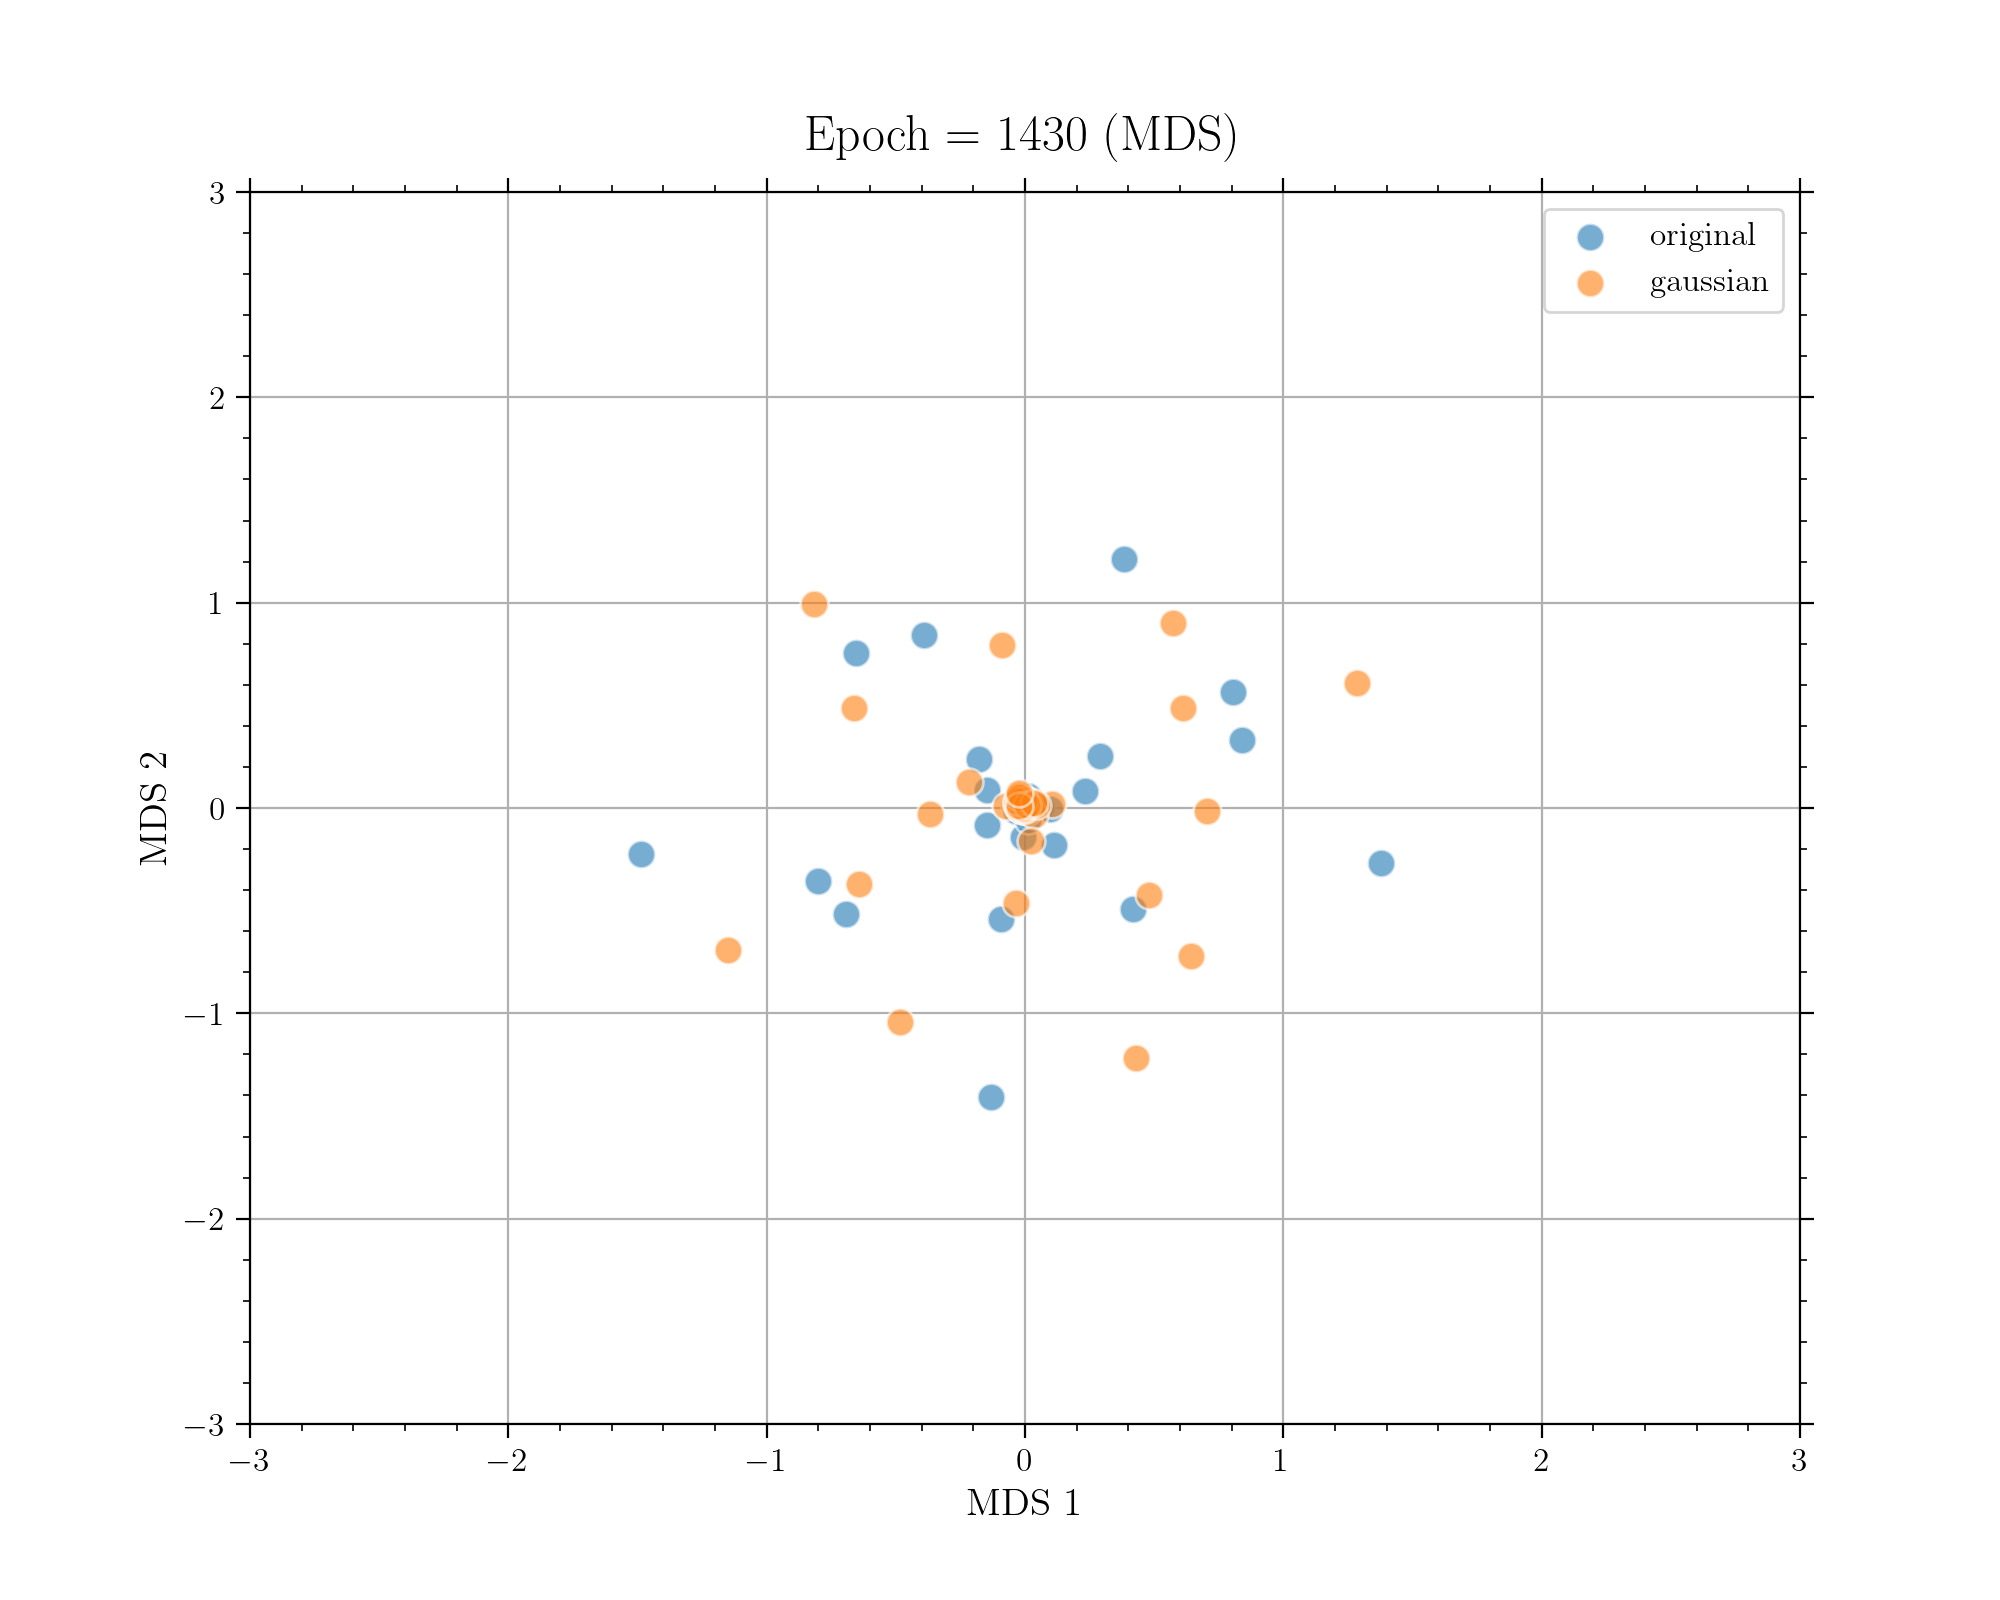 Epoch = 1430 (MDS)
original
gaussian
MDS 2
3
2
1
0
−1
−2
−3
−3 −2 −1 0 1 2 3
MDS 1